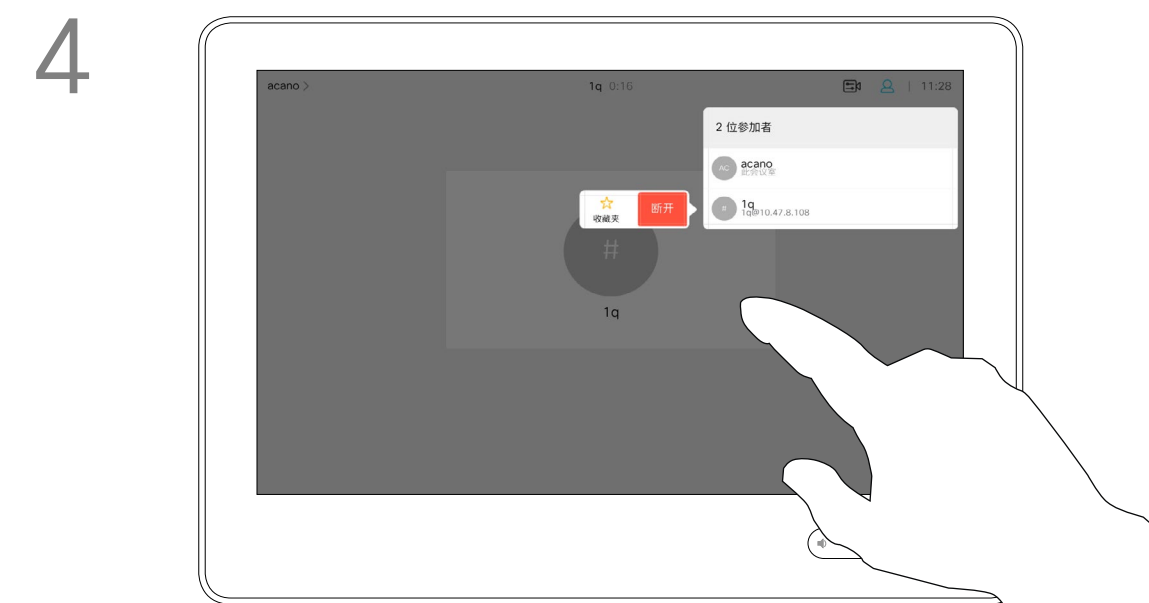 4
acano >
1q 0:16
11:28
2 位参加者
AC
acano
此会议室
#
1q
1q@10.47.8.108
收藏夹
断开
#
1q